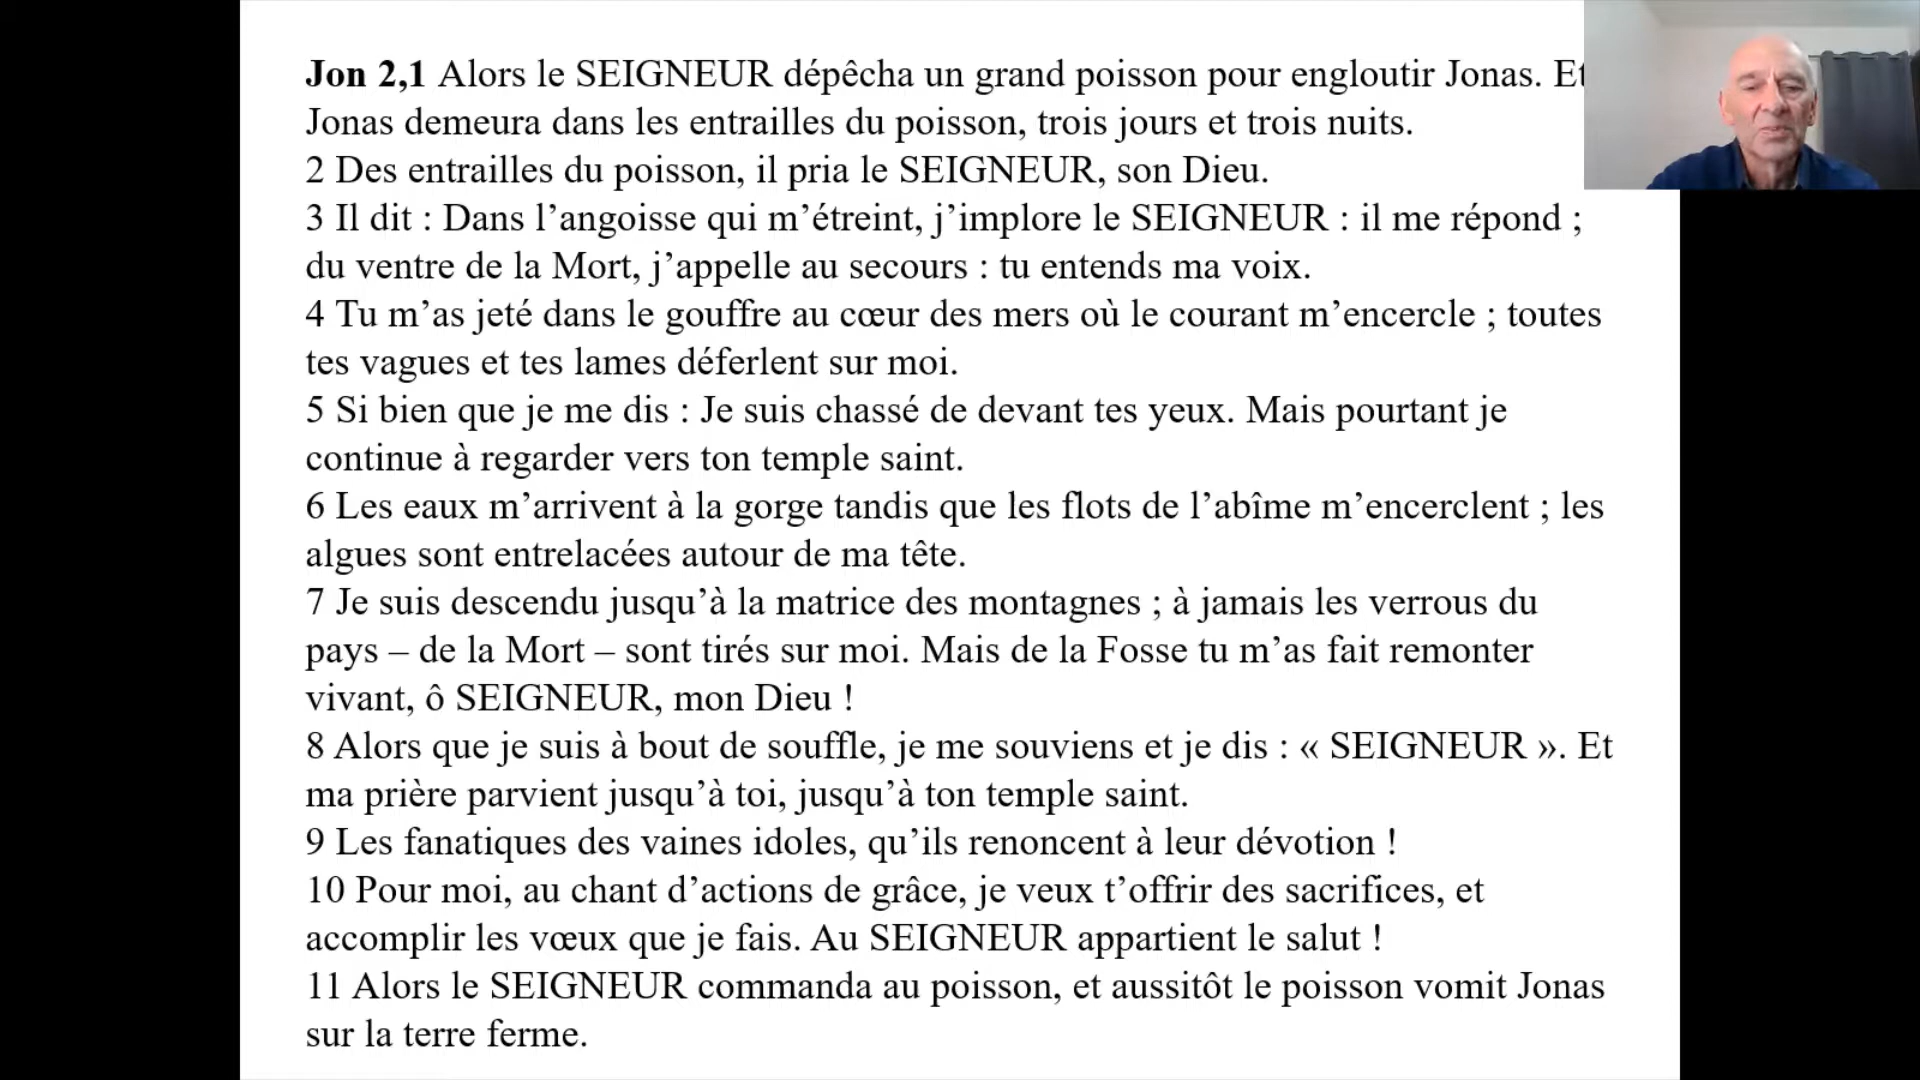 Jon 2,1 Alors le SEIGNEUR dépêcha un grand poisson pour engloutir Jonas. Et
Jonas demeura dans les entrailles du poisson, trois jours et trois nuits.
2 Des entrailles du poisson, il pria le SEIGNEUR, son Dieu.
3 Il dit : Dans l’angoisse qui m’étreint, j’implore le SEIGNEUR : il me répond ;
du ventre de la Mort, j’appelle au secours : tu entends ma voix.
4 Tu m’as jeté dans le gouffre au cœur des mers où le courant m’encercle ; toutes
tes vagues et tes lames déferlent sur moi.
5 Si bien que je me dis : Je suis chassé de devant tes yeux. Mais pourtant je
continue à regarder vers ton temple saint.
6 Les eaux m’arrivent à la gorge tandis que les flots de l’abîme m’encerclent ; les
algues sont entrelacées autour de ma tête.
7 Je suis descendu jusqu’à la matrice des montagnes ; à jamais les verrous du
pays – de la Mort – sont tirés sur moi. Mais de la Fosse tu m’as fait remonter
vivant, ô SEIGNEUR, mon Dieu !
8 Alors que je suis à bout de souffle, je me souviens et je dis : « SEIGNEUR ». Et
ma prière parvient jusqu’à toi, jusqu’à ton temple saint.
9 Les fanatiques des vaines idoles, qu’ils renoncent à leur dévotion !
10 Pour moi, au chant d’actions de grâce, je veux t’offrir des sacrifices, et
accomplir les vœux que je fais. Au SEIGNEUR appartient le salut !
11 Alors le SEIGNEUR commanda au poisson, et aussitôt le poisson vomit Jonas
sur la terre ferme.